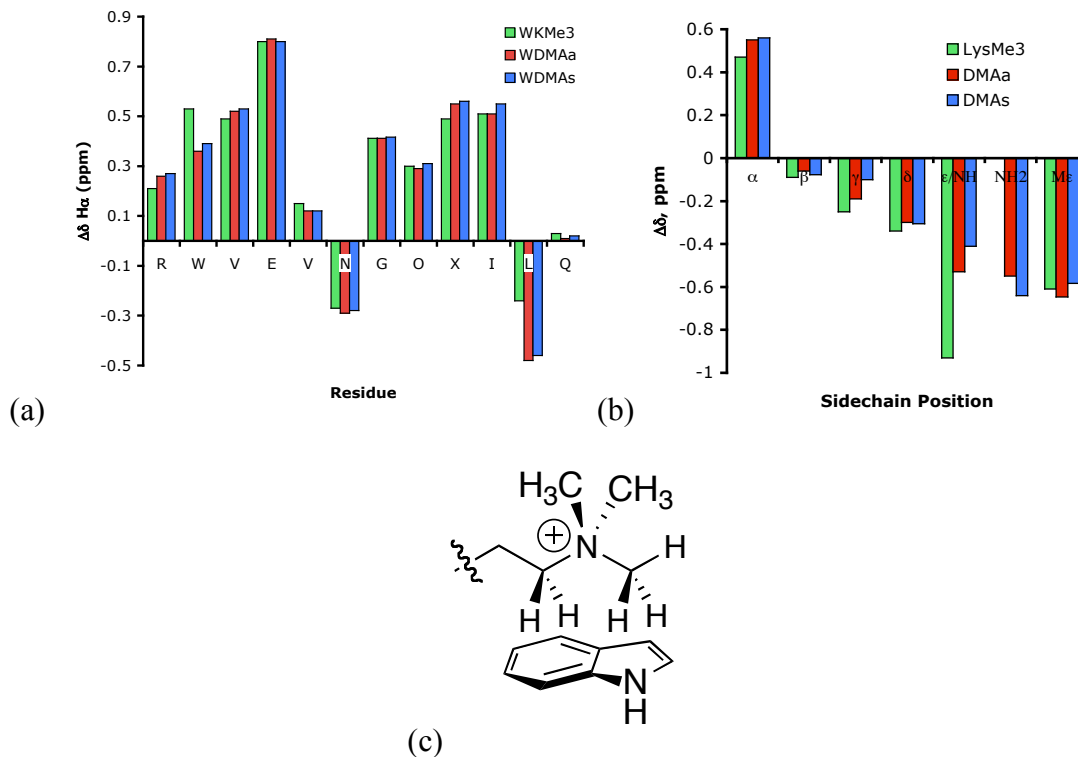 0.9
0.7
0.5
0.3
0.1
-0.1
-0.3
-0.5
Δδ Hα (ppm)
WKMe3
WDMAa
WDMAs
R W V E V N G O X I L Q
Residue
(a)
0.6
0.4
0.2
0
-0.2
-0.4
-0.6
-0.8
-1
Δδ, ppm
LysMe3
DMAa
DMAs
α β γ δ ε/NH NH2 Mε
Sidechain Position
(b)
H3C CH3
+
N H
H H H H
N
H
(c)